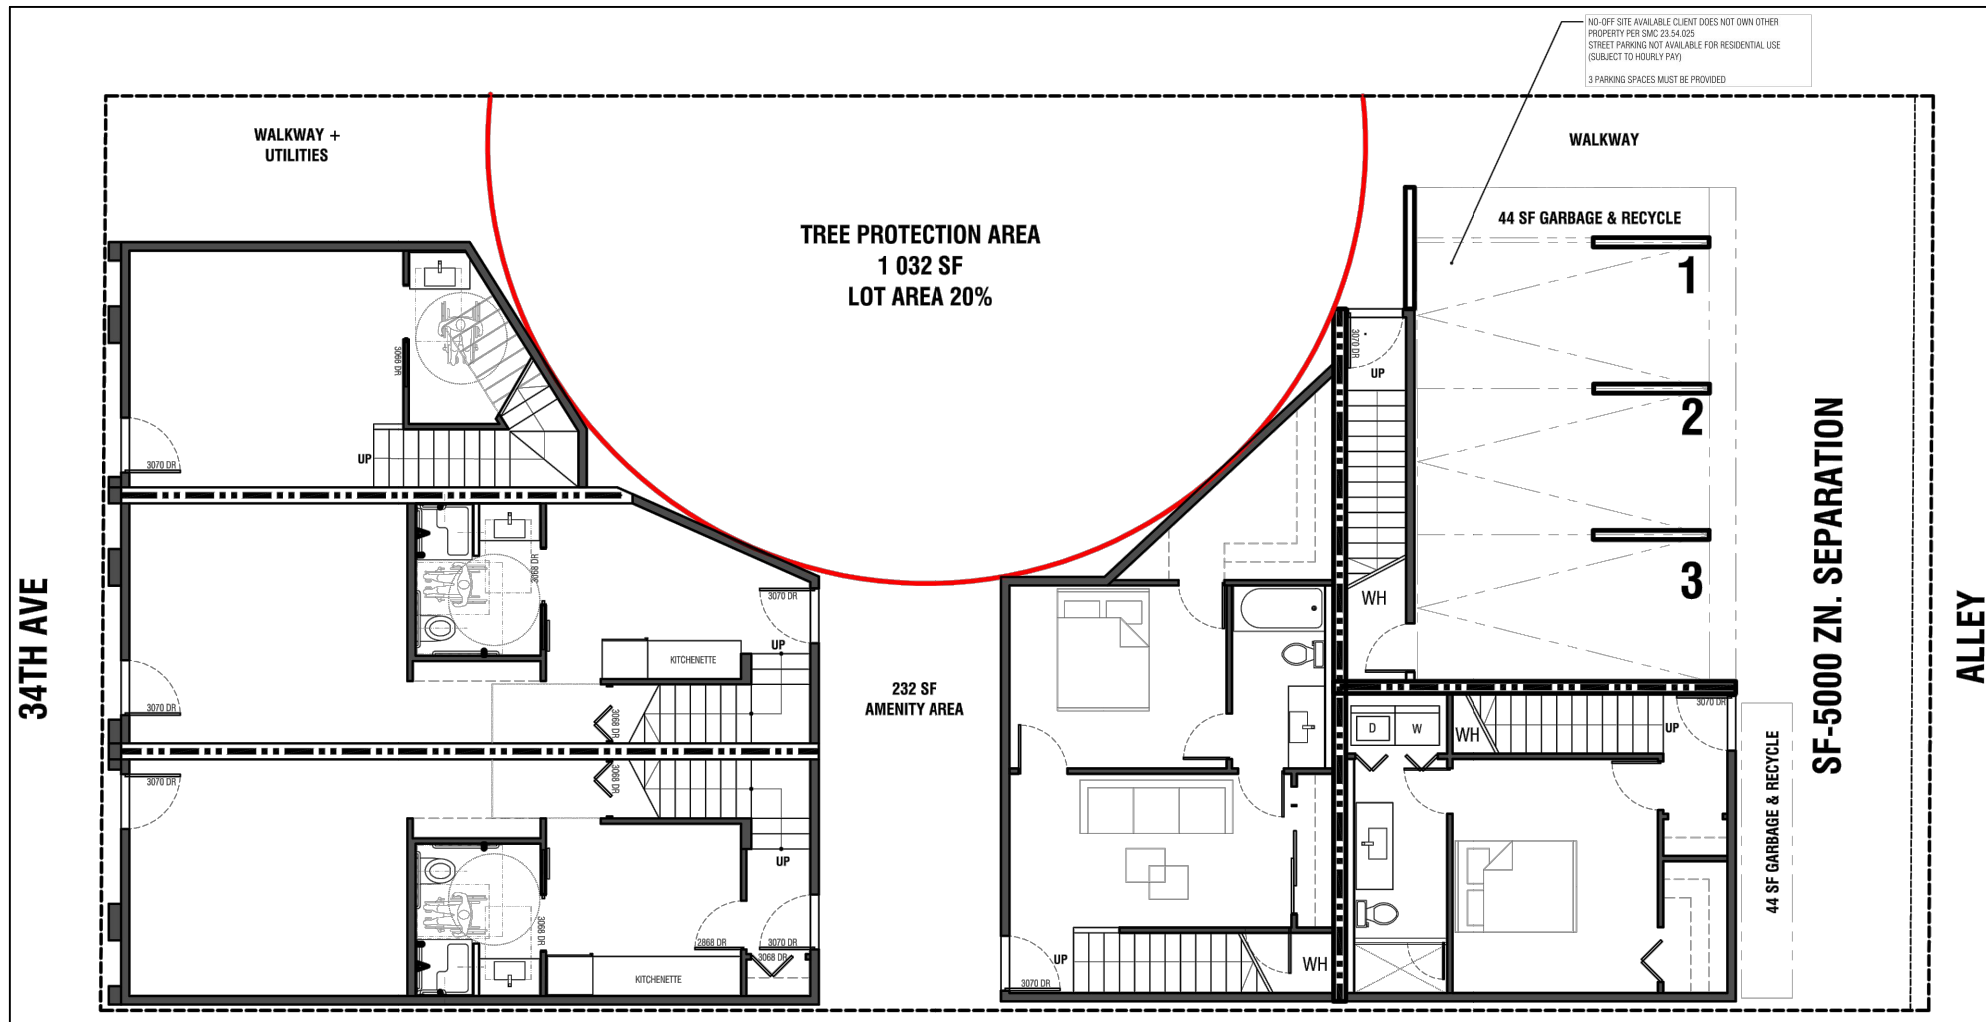 NO-OFF SITE AVAILABLE CLIENT DOES NOT OWN OTHER
PROPERTY PER SMC 23.54.025
STREET PARKING NOT AVAILABLE FOR RESIDENTIAL USE
(SUBJECT TO HOURLY PAY)
3 PARKING SPACES MUST BE PROVIDED
WALKWAY +
UTILITIES
WALKWAY
TREE PROTECTION AREA
1 032 SF
LOT AREA 20%
44 SF GARBAGE & RECYCLE
1
2
3
3068 DR
UP
3070 DR
3070 DR
UP
WH
3068 DR
3070 DR
UP
KITCHENETTE
3070 DR
3068 DR
232 SF
AMENITY AREA
34TH AVE
SF-5000 ZN. SEPARATION
ALLEY
3070 DR
3068 DR
UP
3068 DR
2868 DR
3070 DR
3068 DR
KITCHENETTE
D
W
WH
UP
3070 DR
44 SF GARBAGE & RECYCLE
UP
3070 DR
WH